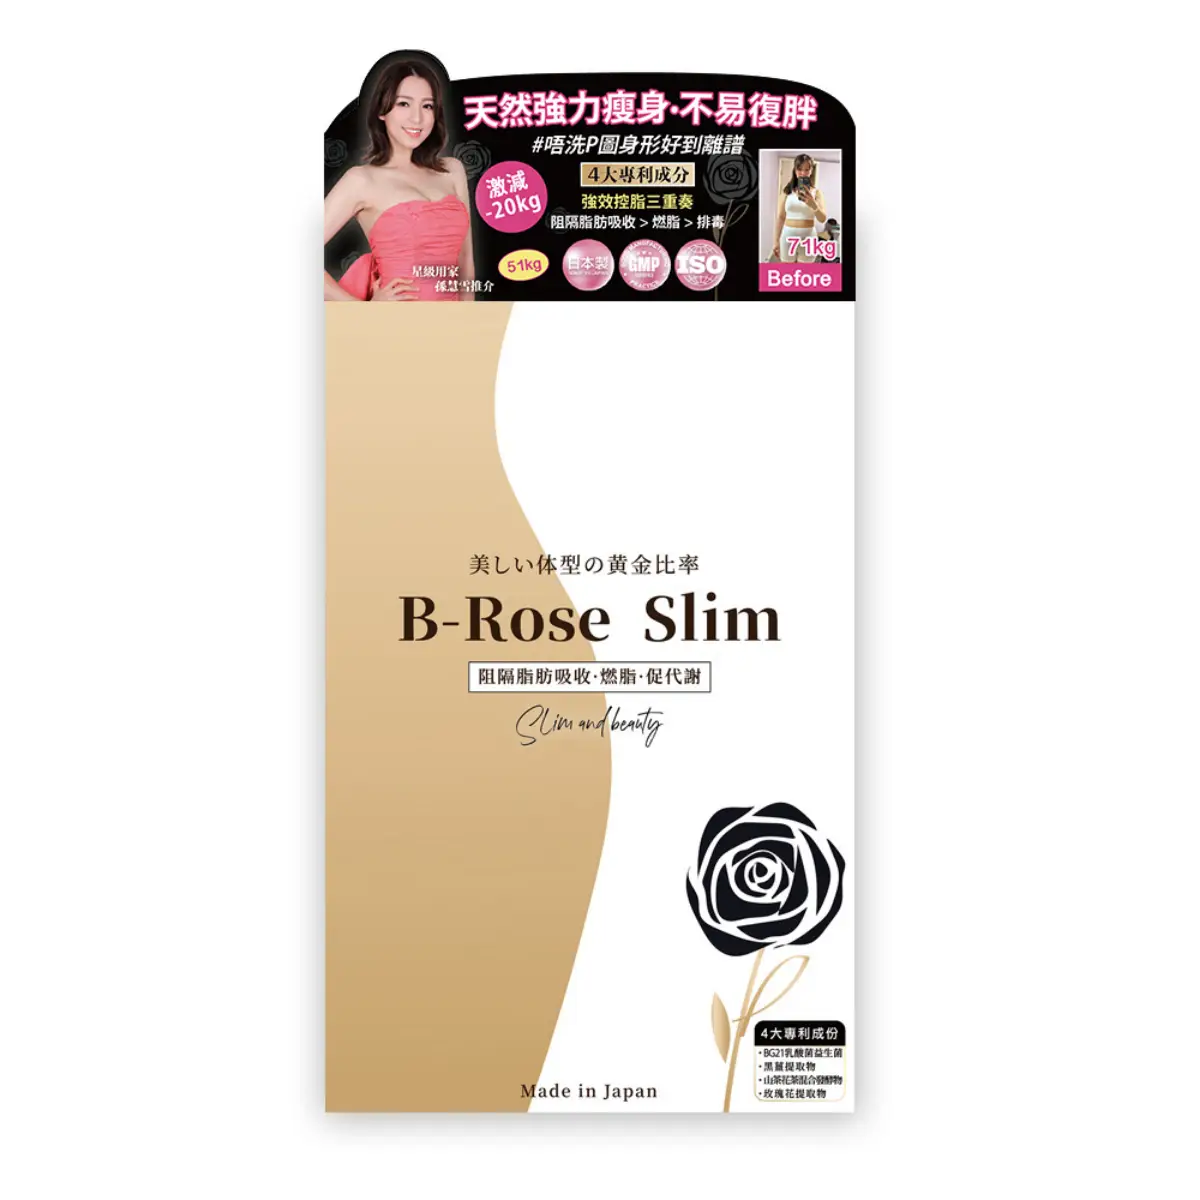 天然強力瘦身·不易復胖
#唔洗P圖身形好到離譜
4大專利成分
激減
-20kg
強效控脂三重奏
阻隔脂肪吸收 > 燃脂 > 排毒
51kg
日本製
GMP
ISO
71kg
Before
星級用家
孫慧雪推介
美しい体型の黄金比率
B-Rose Slim
阻隔脂肪吸收·燃脂·促代謝
Slim and beauty
4大專利成份
·BG21乳酸菌益生菌
·黑薑提取物
·山茶花茶混合發酵物
·玫瑰花提取物
Made in Japan